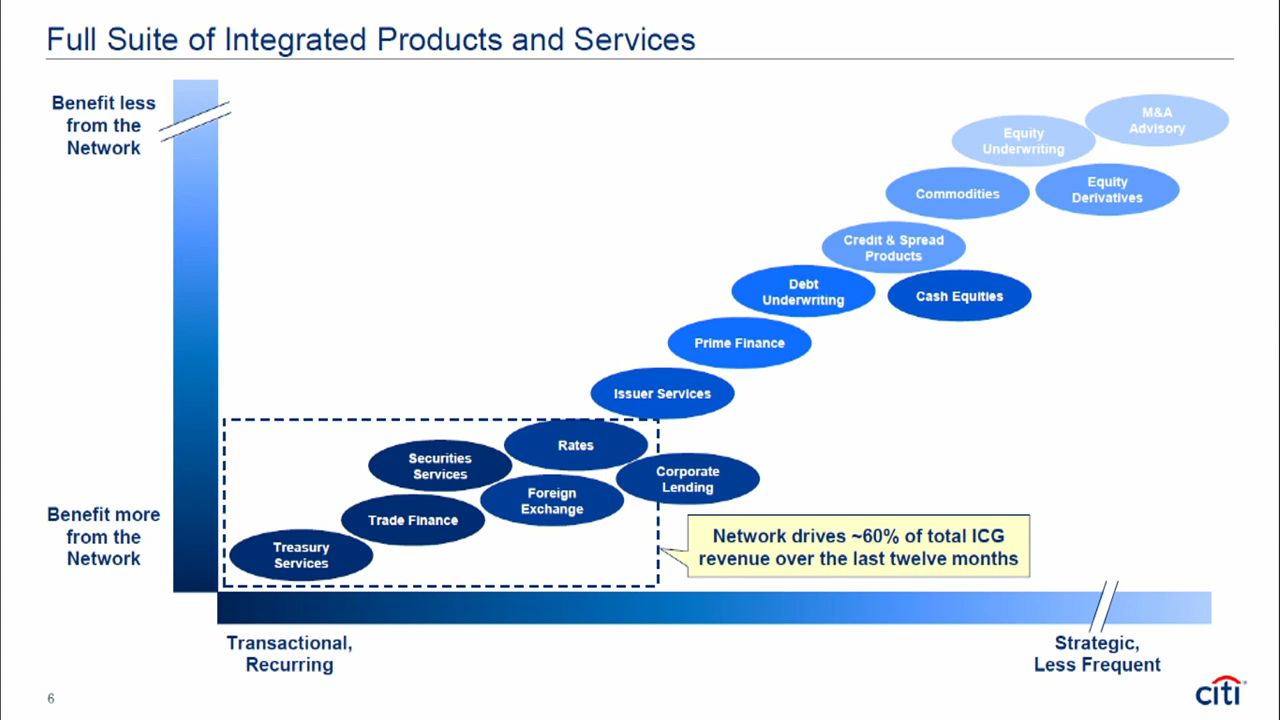 Full Suite of Integrated Products and Services
Benefit less
from the
Network
M&A
Advisory
Equity
Underwriting
Equity
Derivatives
Commodities
Credit & Spread
Products
Debt
Underwriting
Cash Equities
Prime Finance
Issuer Services
Rates
Securities
Services
Corporate
Lending
Foreign
Exchange
Trade Finance
Treasury
Services
Benefit more
from the
Network
Network drives ~60% of total ICG
revenue over the last twelve months
Transactional,
Recurring
Strategic,
Less Frequent
6
citi